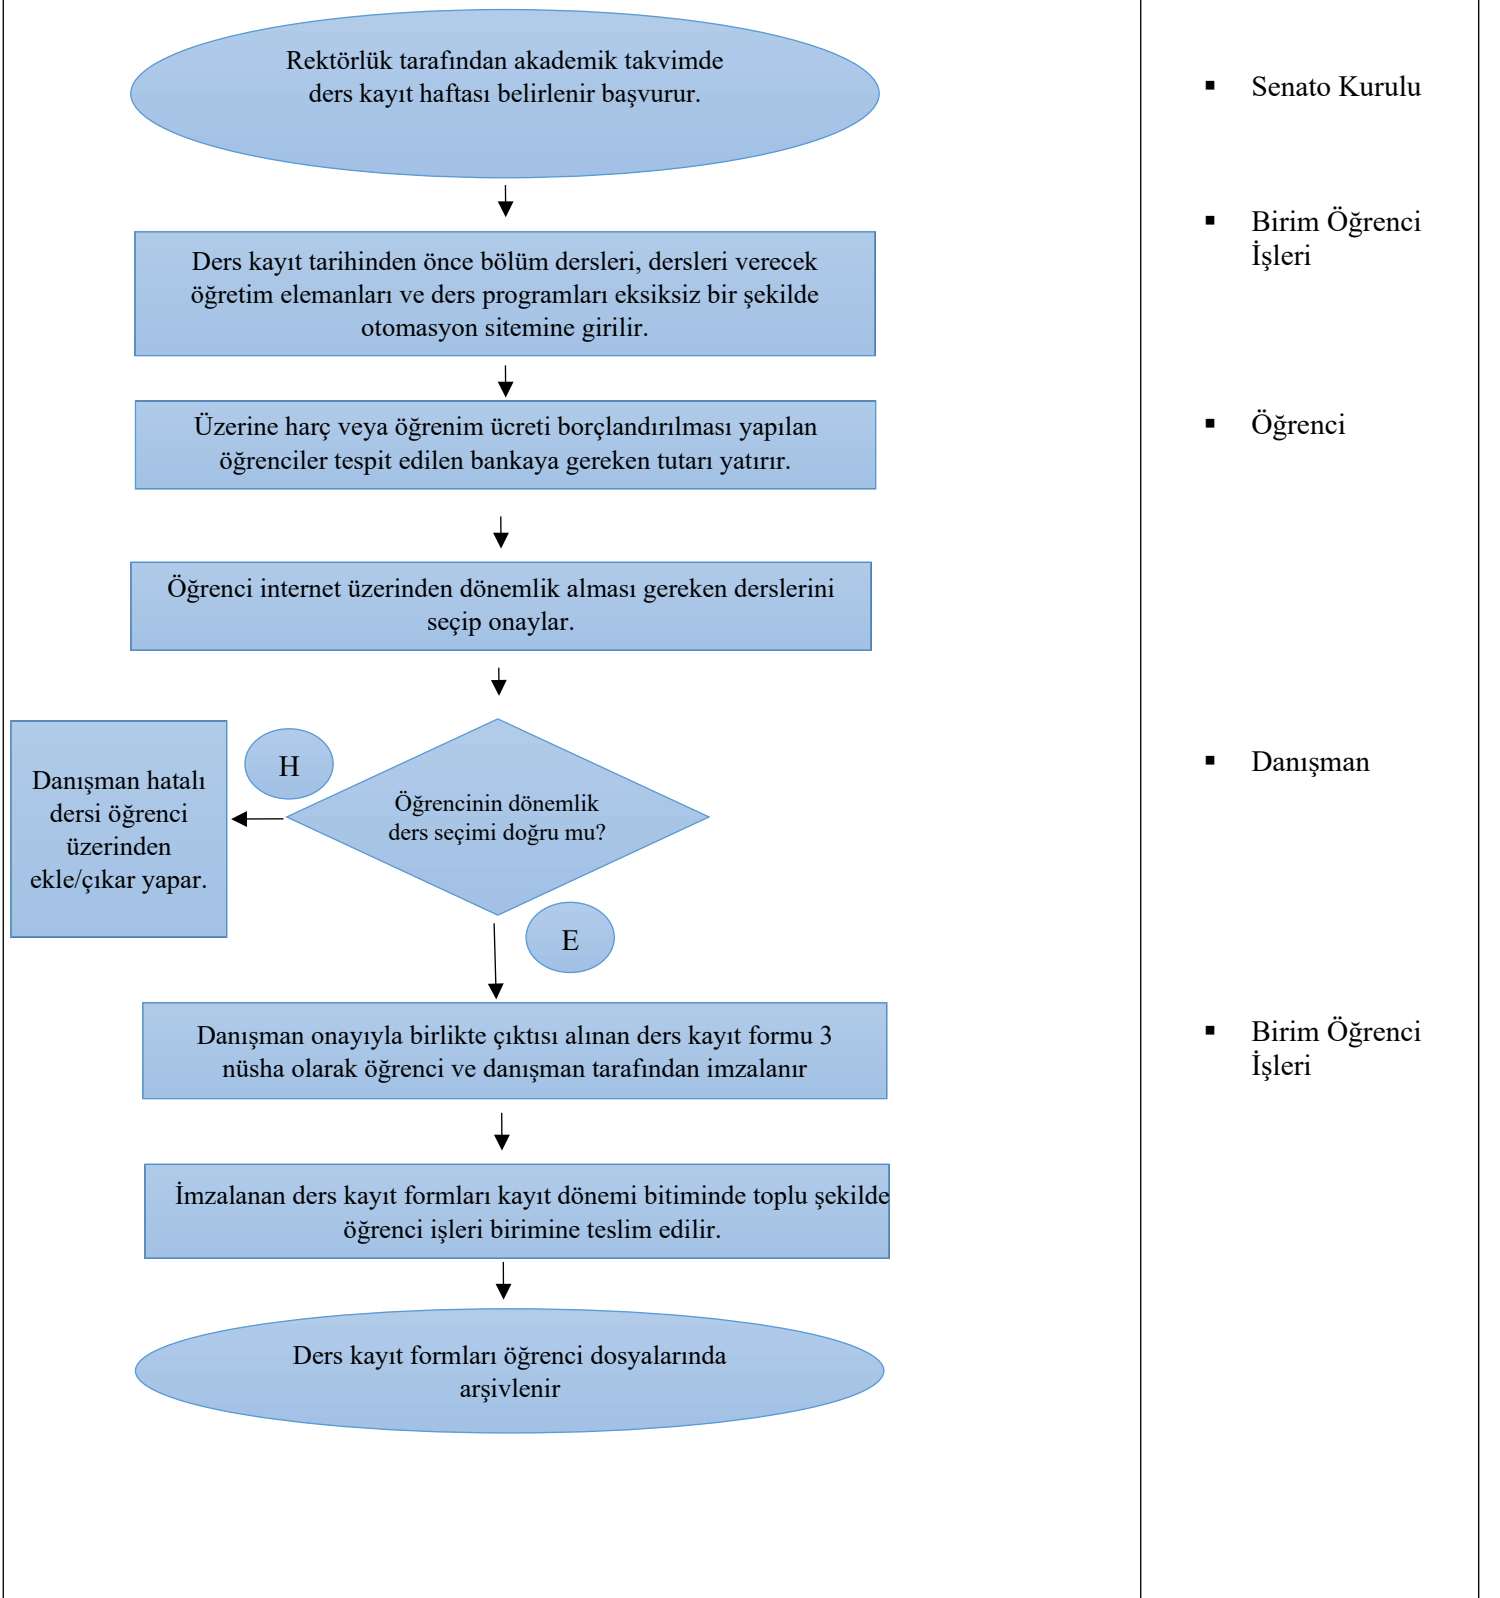 Rektörlük tarafından akademik takvimde
ders kayıt haftası belirlenir başvurur.
▪ Senato Kurulu
Ders kayıt tarihinden önce bölüm dersleri, dersleri verecek
öğretim elemanları ve ders programları eksiksiz bir şekilde
otomasyon sitemine girilir.
▪ Birim Öğrenci
İşleri
Üzerine harç veya öğrenim ücreti borçlandırılması yapılan
öğrenciler tespit edilen bankaya gereken tutarı yatırır.
▪ Öğrenci
Öğrenci internet üzerinden dönemlik alması gereken derslerini
seçip onaylar.
Öğrencinin dönemlik
ders seçimi doğru mu?
▪ Danışman
H
Danışman hatalı
dersi öğrenci
üzerinden
ekle/çıkar yapar.
E
Danışman onayıyla birlikte çıktısı alınan ders kayıt formu 3
nüsha olarak öğrenci ve danışman tarafından imzalanır
▪ Birim Öğrenci
İşleri
İmzalanan ders kayıt formları kayıt dönemi bitiminde toplu şekilde
öğrenci işleri birimine teslim edilir.
Ders kayıt formları öğrenci dosyalarında
arşivlenir